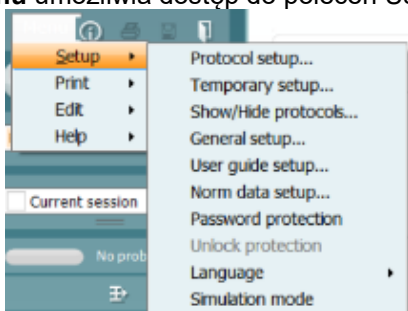 umożliwia dostęp do poleceń
Setup
Print
Edit
Help
Protocol setup...
Temporary setup...
Show/Hide protocols...
General setup...
User guide setup...
Norm data setup...
Password protection
Unlock protection
Language
Simulation mode
Current session
No prob